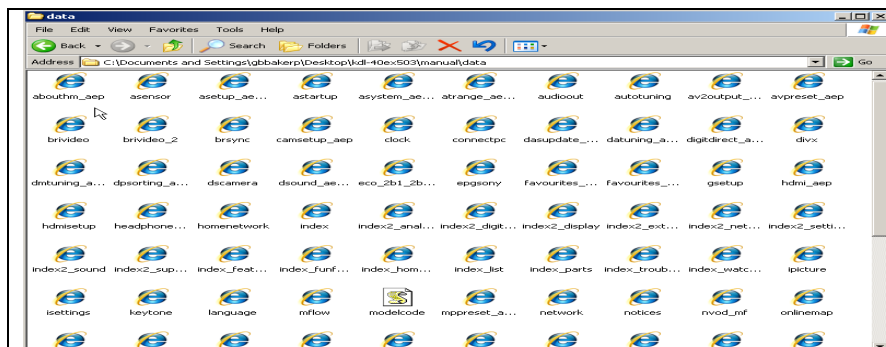 data
File Edit View Favorites Tools Help
Back Search Folders
Address C:\Documents and Settings\gbbakerp\Desktop\kdl-40ex503\manual\data Go
abouthm_aep asensor asetup_ae... astartup asystem_ae... atrange_ae... audioout autotuning av2output_... avpreset_aep
brivideo brivideo_2 brsync camsetup_aep clock connectpc dasupdate_... datuning_a... digitdirect_a... divx
dmtuning_a... dpsorting_a... dscamera dsound_ae... eco_2b1_2b... epgsony favourites_... favourites_... gsetup hdmi_aep
hdmisetup headphone... homenetwork index index2_anal... index2_digit... index2_display index2_ext... index2_net... index2_setti...
index2_sound index2_sup... index_feat... index_funf... index_hom... index_list index_parts index_troub... index_watc... ipicture
isettings keytone language mflow modelcode mppreset_a... network notices nvod_mf onlinemap